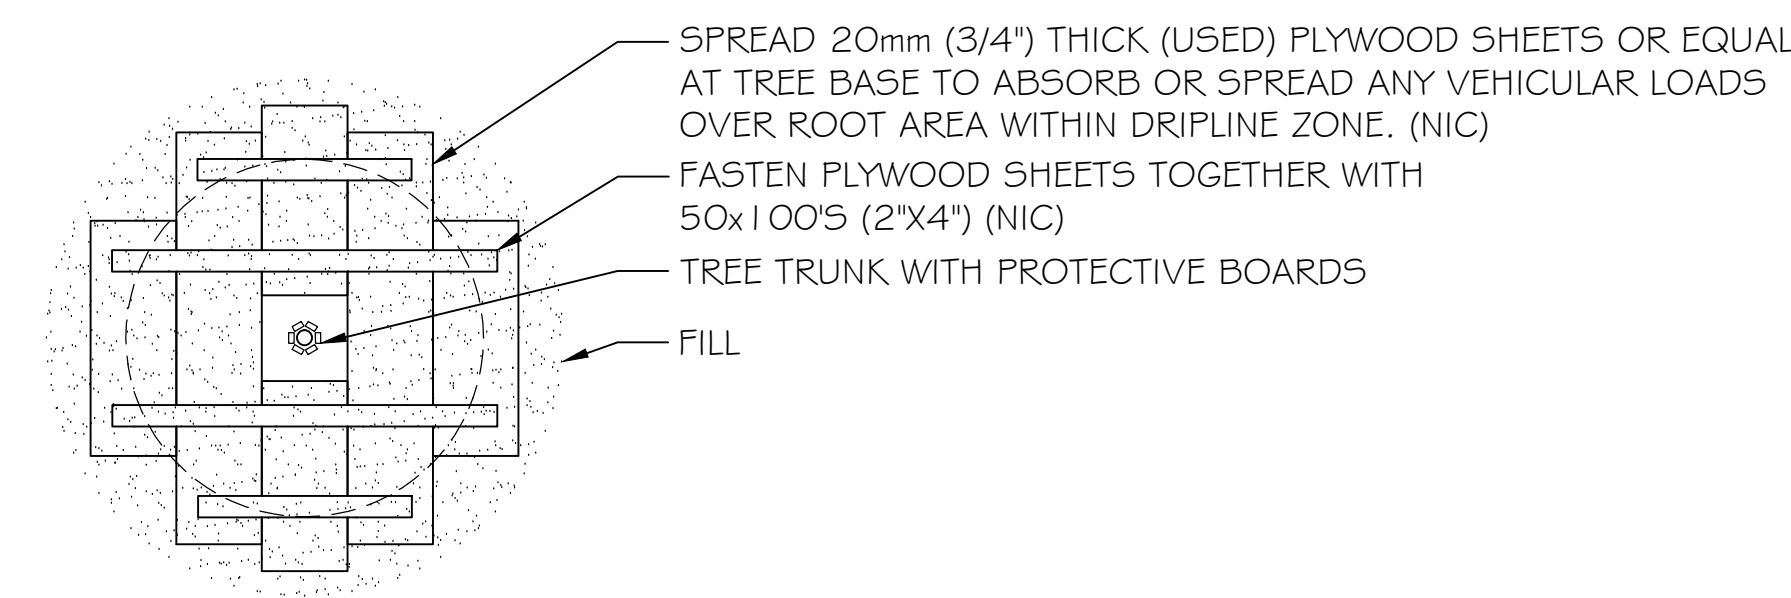 SPREAD 20mm (3/4") THICK (USED) PLYWOOD SHEETS OR EQUAL
AT TREE BASE TO ABSORB OR SPREAD ANY VEHICULAR LOADS
OVER ROOT AREA WITHIN DRIPLINE ZONE. (NIC)
FASTEN PLYWOOD SHEETS TOGETHER WITH
50x100'S (2"X4") (NIC)
TREE TRUNK WITH PROTECTIVE BOARDS
FILL